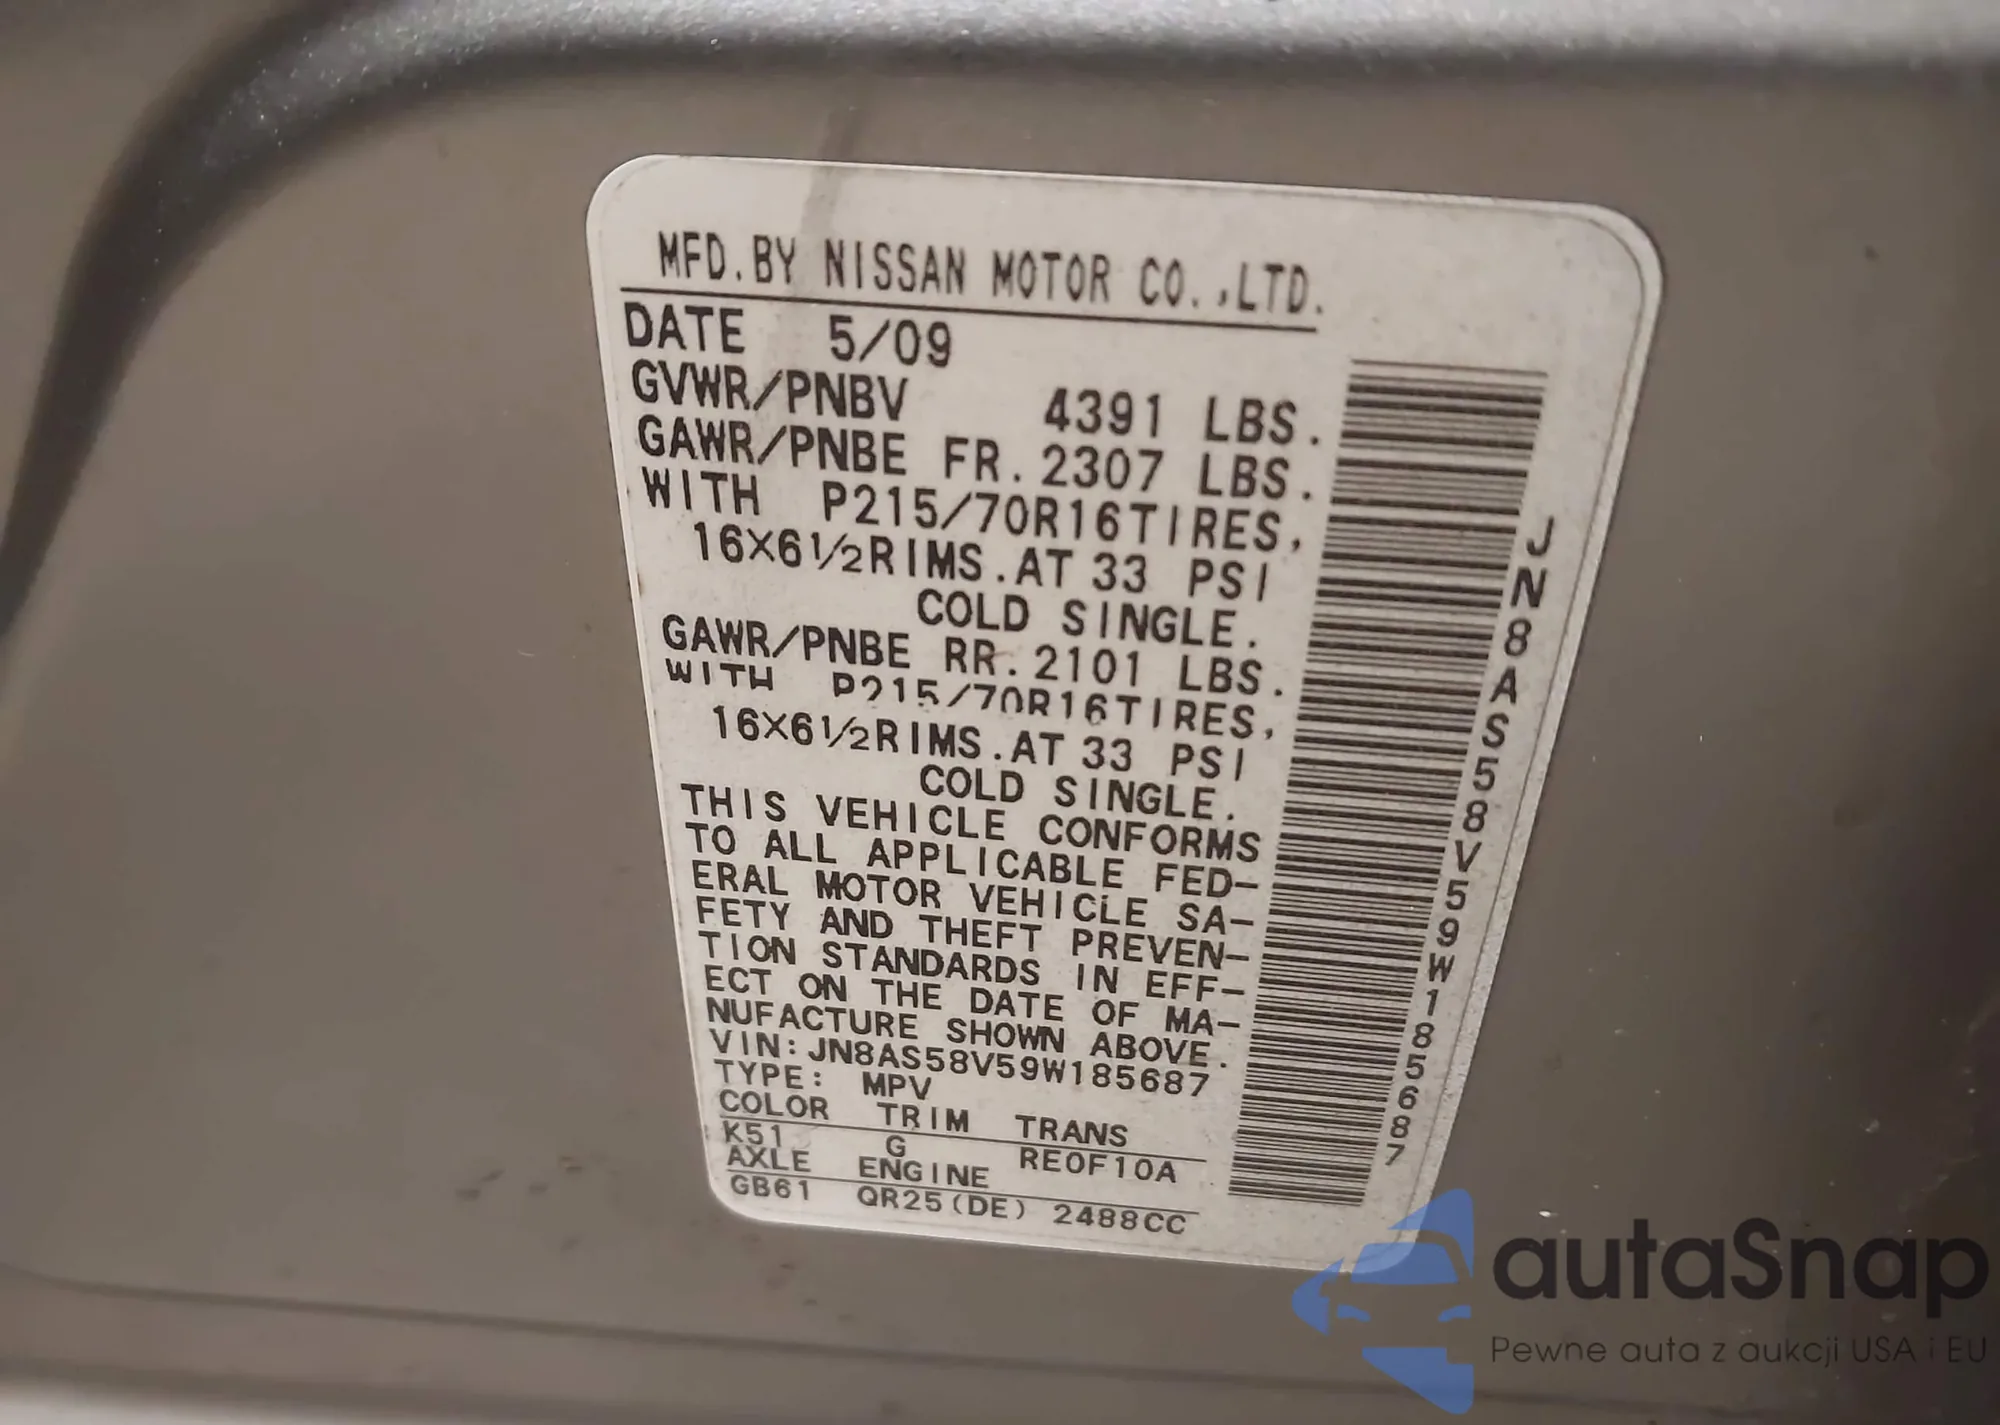 MFD.BY NISSAN MOTOR CO.,LTD.
DATE 5/09
GVWR/PNBV 4391 LBS.
GAWR/PNBE FR.2307 LBS.
WITH P215/70R16TIRES,
16X6½RIMS.AT 33 PSI
COLD SINGLE.
GAWR/PNBE RR.2101 LBS.
WITH P215/70R16TIRES,
16X6½RIMS.AT 33 PSI
COLD SINGLE.
THIS VEHICLE CONFORMS
TO ALL APPLICABLE FED-
ERAL MOTOR VEHICLE SA-
FETY AND THEFT PREVEN-
TION STANDARDS IN EFF-
ECT ON THE DATE OF MA-
NUFACTURE SHOWN ABOVE.
VIN:JN8AS58V59W185687
TYPE: MPV
COLOR TRIM TRANS
K51 G RE0F10A
AXLE ENGINE
GB61 QR25(DE) 2488CC
JN8AS58V59W185687
autaSnap
Pewne auta z aukcji USA i EU